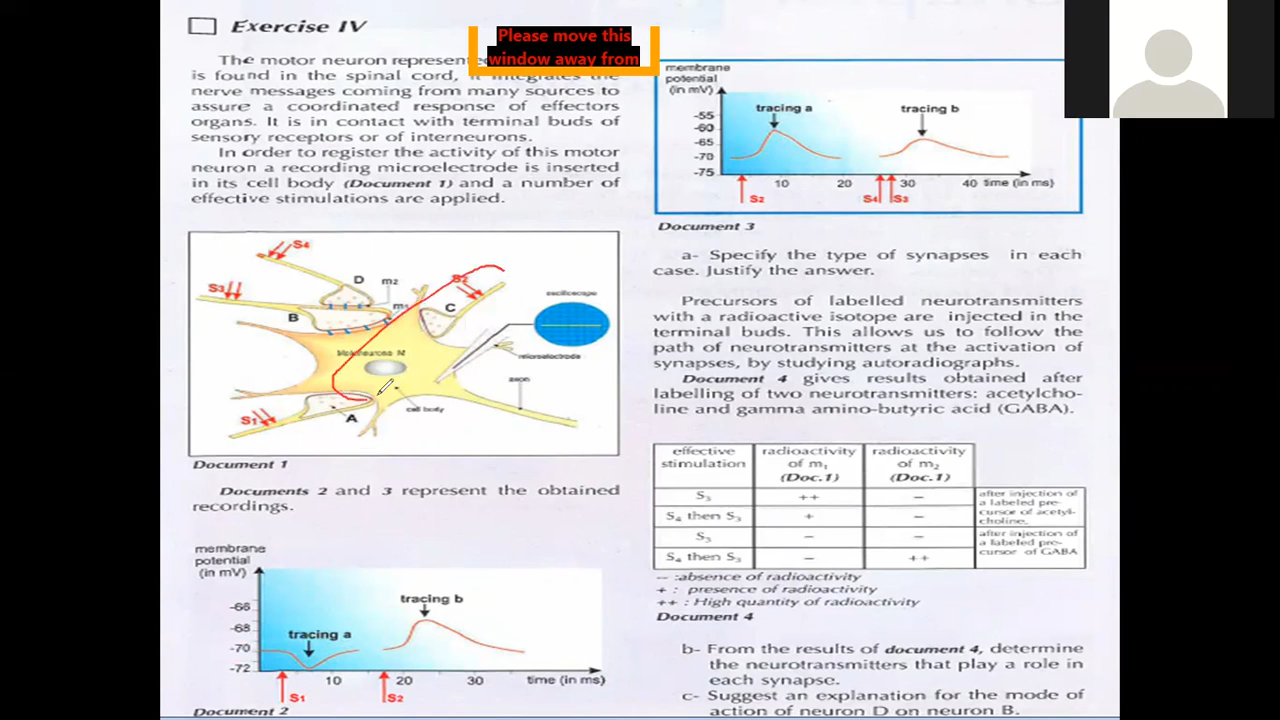 Exercise IV
Please move this
window away from
The motor neuron represente
is found in the spinal cord, it integrates the
nerve messages coming from many sources to
assure a coordinated response of effectors
organs. It is in contact with terminal buds of
sensory receptors or of interneurons.
In order to register the activity of this motor
neuron a recording microelectrode is inserted
in its cell body (Document 1) and a number of
effective stimulations are applied.
S4
S3
D
m2
S2
B
m1
C
oscilloscope
microelectrode
axon
cell body
S1
A
Document 1
Documents 2 and 3 represent the obtained
recordings.
membrane
potential
(in mV)
-66
-68
-70
-72
tracing a
tracing b
10
20
30
time (in ms)
S1
S2
Document 2
membrane
potential
(in mV)
-55
-60
-65
-70
-75
tracing a
tracing b
10
20
30
40
time (in ms)
S2
S4
S3
Document 3
a- Specify the type of synapses in each
case. Justify the answer.
Precursors of labelled neurotransmitters
with a radioactive isotope are injected in the
terminal buds. This allows us to follow the
path of neurotransmitters at the activation of
synapses, by studying autoradiographs.
Document 4 gives results obtained after
labelling of two neurotransmitters: acetylcho-
line and gamma amino-butyric acid (GABA).
effective
stimulation
radioactivity
of m1
(Doc.1)
radioactivity
of m2
(Doc.1)
S3 ++ –
S4 then S3 + –
after injection of
a labeled pre-
cursor of acetyl-
choline.
S3 – –
S4 then S3 – ++
after injection of
a labeled pre-
cursor of GABA
– :absence of radioactivity
+ : presence of radioactivity
++ : High quantity of radioactivity
Document 4
b- From the results of document 4, determine
the neurotransmitters that play a role in
each synapse.
c- Suggest an explanation for the mode of
action of neuron D on neuron B.